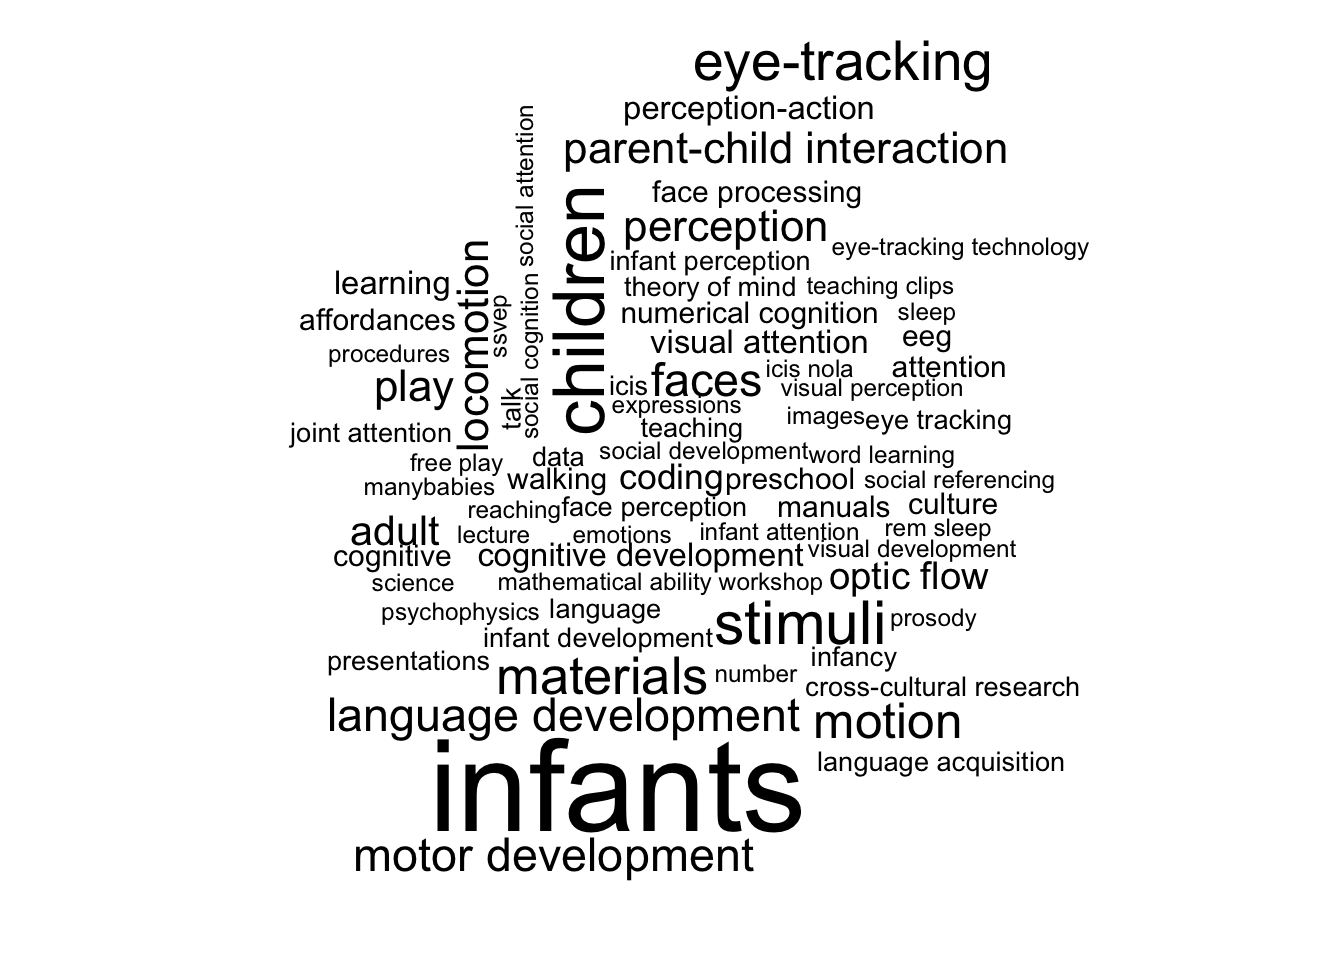 eye-tracking
perception-action
parent-child interaction
social attention
face processing
children
perception
eye-tracking technology
locomotion
infant perception
learning
theory of mind
teaching clips
social cognition
ssvep
affordances
numerical cognition
sleep
visual attention
eeg
procedures
icis nola
attention
play
icis
faces
visual perception
talk
expressions
images
eye tracking
joint attention
teaching
free play
data
social development
word learning
manybabies
walking
coding
preschool
social referencing
reaching
face perception
manuals
culture
adult
lecture
emotions
infant attention
rem sleep
cognitive
cognitive development
visual development
science
mathematical ability
workshop
optic flow
psychophysics
language
stimuli
prosody
infant development
presentations
materials
number
infancy
cross-cultural research
language development
motion
language acquisition
infants
motor development